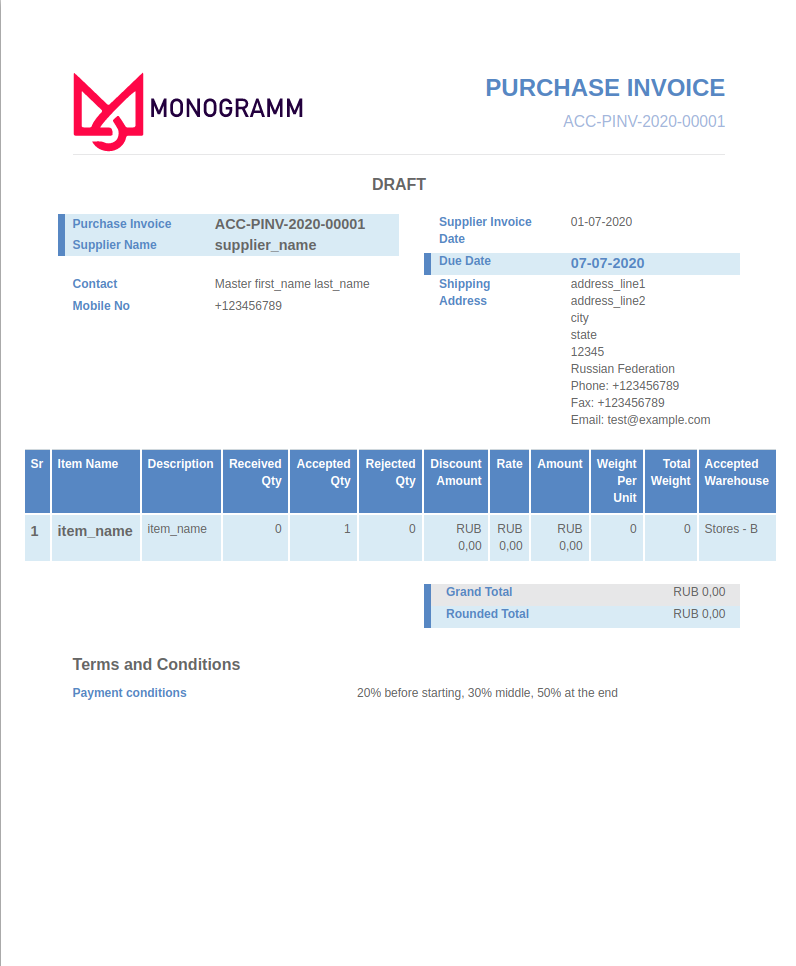 MONOGRAMM
PURCHASE INVOICE
ACC-PINV-2020-00001
DRAFT
Purchase Invoice ACC-PINV-2020-00001
Supplier Name supplier_name
Contact Master first_name last_name
Mobile No +123456789
Supplier Invoice 01-07-2020
Date
Due Date 07-07-2020
Shipping address_line1
Address address_line2
city
state
12345
Russian Federation
Phone: +123456789
Fax: +123456789
Email: test@example.com
Sr Item Name Description Received Accepted Rejected Discount Rate Amount Weight Total Accepted
Qty Qty Qty Amount Per Weight Warehouse
Unit
1 item_name item_name 0 1 0 RUB RUB RUB 0 0 Stores - B
0,00 0,00 0,00
Grand Total RUB 0,00
Rounded Total RUB 0,00
Terms and Conditions
Payment conditions 20% before starting, 30% middle, 50% at the end